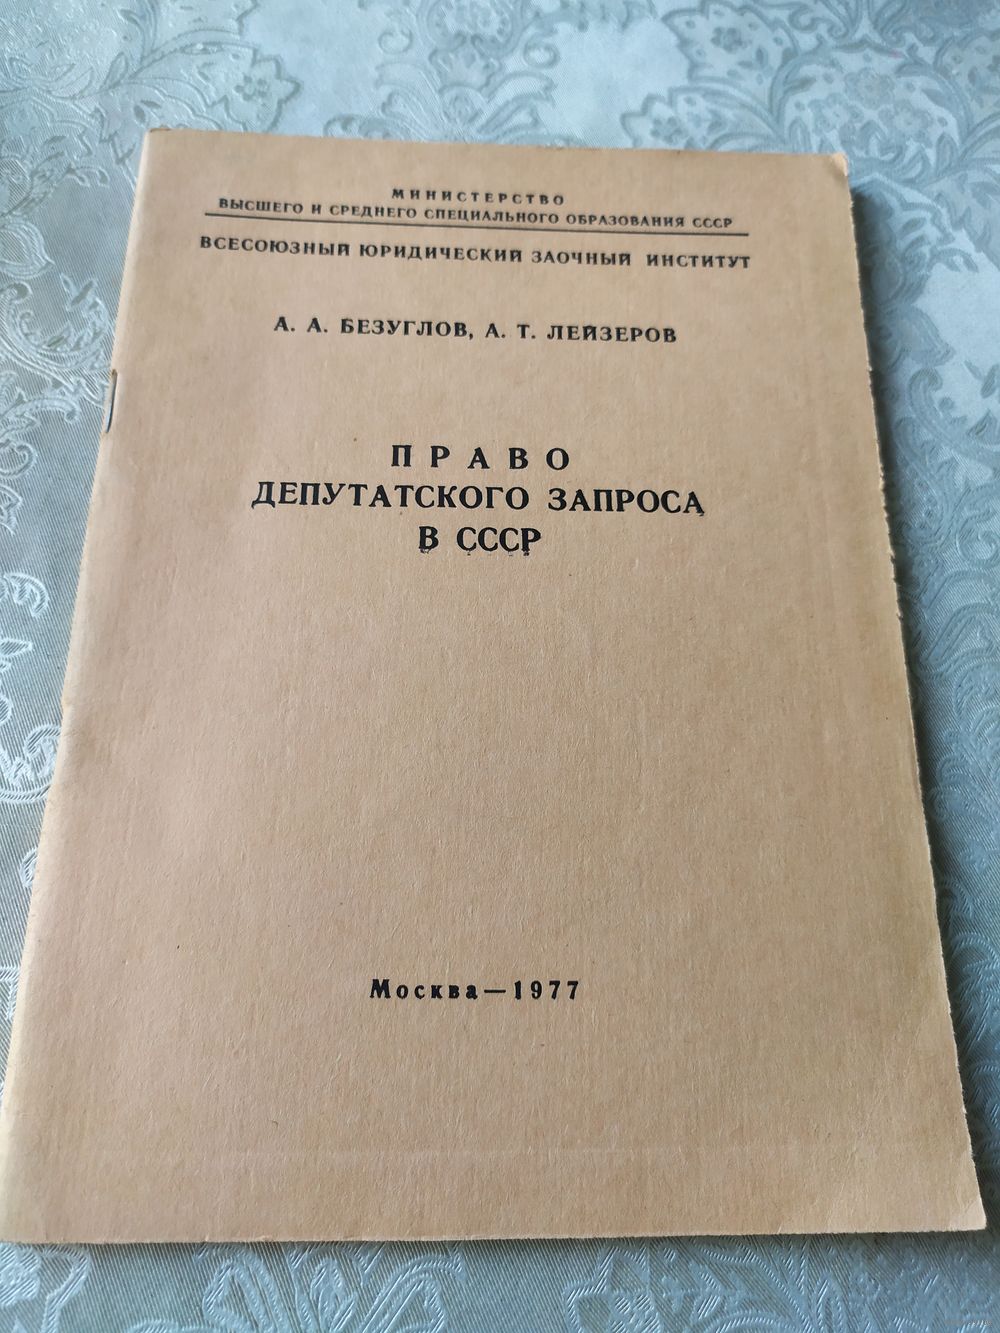 МИНИСТЕРСТВО
ВЫСШЕГО И СРЕДНЕГО СПЕЦИАЛЬНОГО ОБРАЗОВАНИЯ СССР
ВСЕСОЮЗНЫЙ ЮРИДИЧЕСКИЙ ЗАОЧНЫЙ ИНСТИТУТ
А. А. БЕЗУГЛОВ, А. Т. ЛЕЙЗЕРОВ
ПРАВО
ДЕПУТАТСКОГО ЗАПРОСА
В СССР
Москва—1977